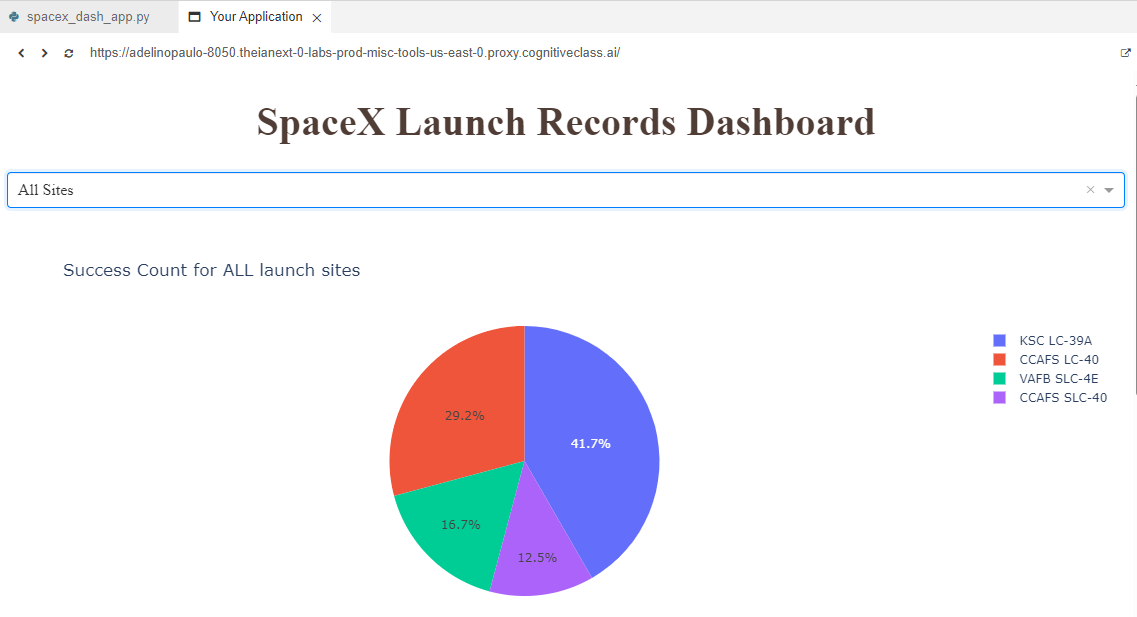 spacex_dash_app.py Your Application
https://adelinopaulo-8050.theianext-0-labs-prod-misc-tools-us-east-0.proxy.cognitiveclass.ai/
SpaceX Launch Records Dashboard
All Sites
Success Count for ALL launch sites
KSC LC-39A
CCAFS LC-40
VAFB SLC-4E
CCAFS SLC-40
29.2%
41.7%
16.7%
12.5%